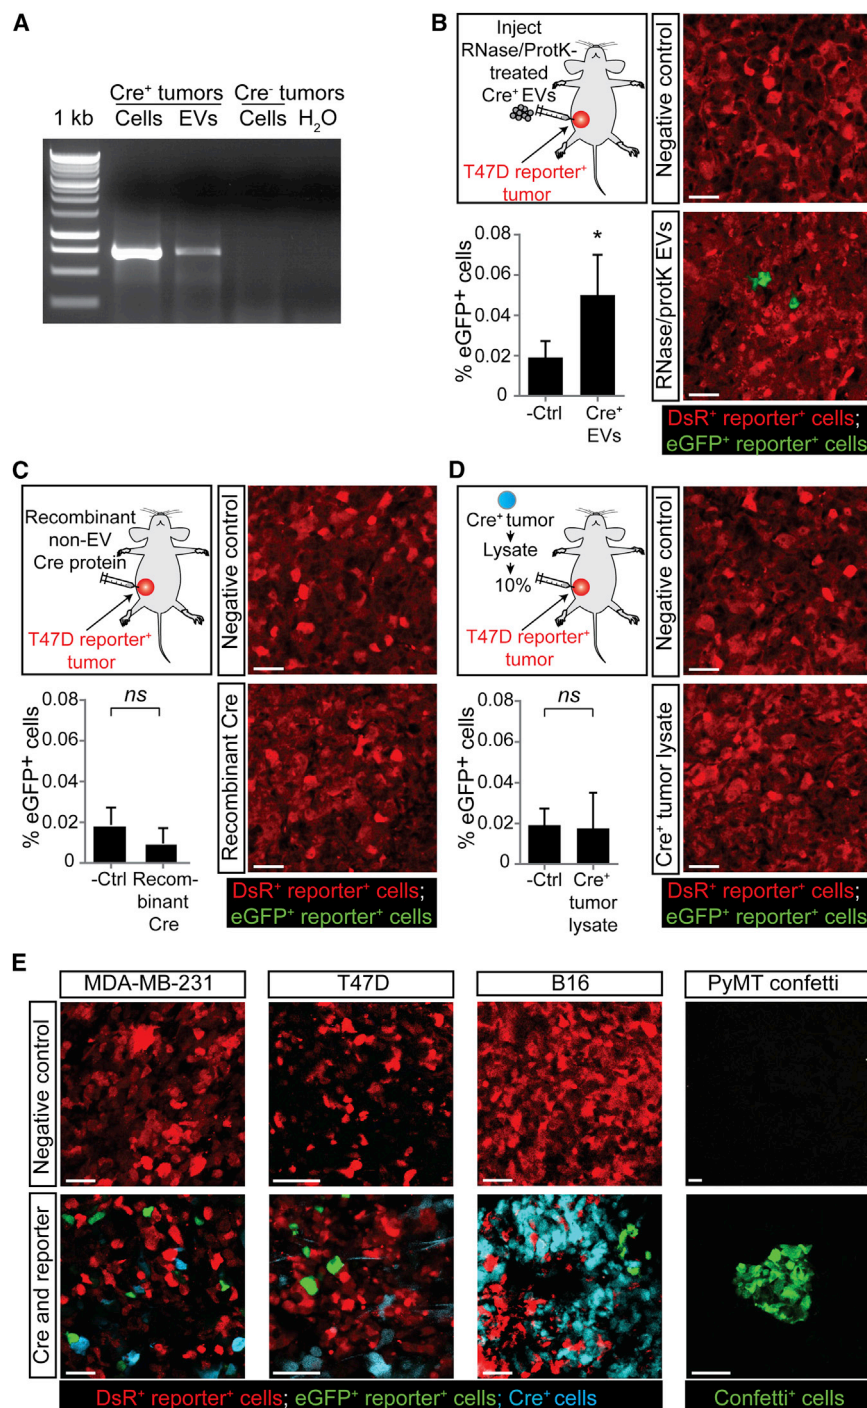 A
Cre⁺ tumors
Cre⁻ tumors
1 kb
Cells
EVs
Cells
H₂O
B
Inject
RNase/ProtK-
treated
Cre⁺ EVs
T47D reporter⁺
tumor
Negative control
% eGFP⁺ cells
0.08
0.06
0.04
0.02
0
*
-Ctrl
Cre⁺
EVs
RNase/protK EVs
DsR⁺ reporter⁺ cells;
eGFP⁺ reporter⁺ cells
C
Recombinant
non-EV
Cre protein
T47D reporter⁺
tumor
Negative control
% eGFP⁺ cells
0.08
0.06
0.04
0.02
0
ns
-Ctrl
Recom-
binant
Cre
Recombinant Cre
DsR⁺ reporter⁺ cells;
eGFP⁺ reporter⁺ cells
D
Cre⁺ tumor
Lysate
10%
T47D reporter⁺
tumor
Negative control
% eGFP⁺ cells
0.08
0.06
0.04
0.02
0
ns
-Ctrl
Cre⁺
tumor
lysate
Cre⁺ tumor lysate
DsR⁺ reporter⁺ cells;
eGFP⁺ reporter⁺ cells
E
MDA-MB-231
T47D
B16
PyMT confetti
Negative control
Cre and reporter
DsR⁺ reporter⁺ cells; eGFP⁺ reporter⁺ cells; Cre⁺ cells
Confetti⁺ cells